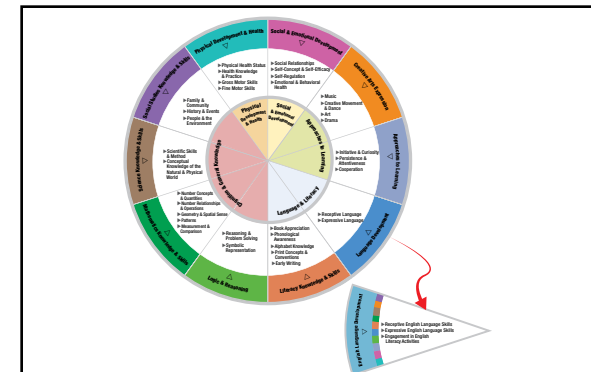 Physical Development & Health
Social & Emotional Development
Creative Arts Expression
Approaches to Learning
Language Development
Literacy Knowledge & Skills
Logic & Reasoning
Mathematics Knowledge & Skills
Science Knowledge & Skills
Social Studies Knowledge & Skills
Physical Health Status
Health Knowledge
& Practice
Gross Motor Skills
Fine Motor Skills
Social Relationships
Self-Concept & Self-Efficacy
Self-Regulation
Emotional & Behavioral
Health
Music
Creative Movement
& Dance
Art
Drama
Initiative & Curiosity
Persistence &
Attentiveness
Cooperation
Receptive Language
Expressive Language
Book Appreciation
Phonological
Awareness
Alphabet Knowledge
Print Concepts &
Conventions
Early Writing
Reasoning &
Problem Solving
Symbolic
Representation
Number Concepts
& Quantities
Number Relationships
& Operations
Geometry & Spatial Sense
Patterns
Measurement &
Comparison
Scientific Skills
& Method
Conceptual
Knowledge of the
Natural & Physical
World
Family &
Community
History & Events
People & the
Environment
Physical
Development
& Health
Social
& Emotional
Development
Approaches to Learning
Language & Literacy
Cognitive & General Knowledge
English Language Development
Receptive English Language Skills
Expressive English Language Skills
Engagement in English
Literacy Activities